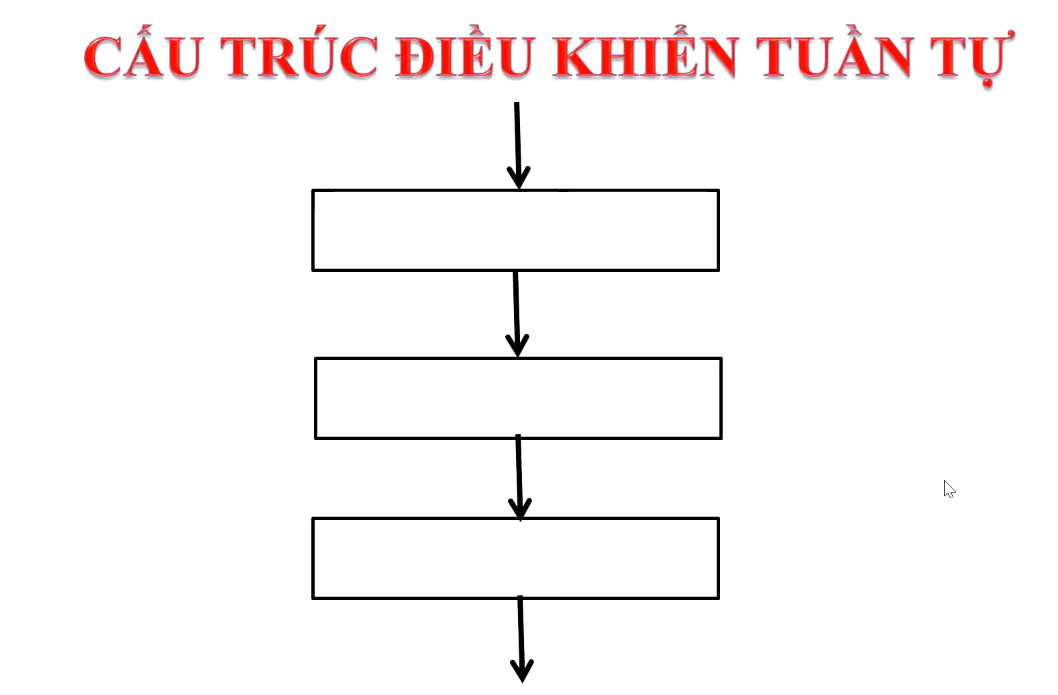 CẤU TRÚC ĐIỀU KHIỂN TUẦN TỰ